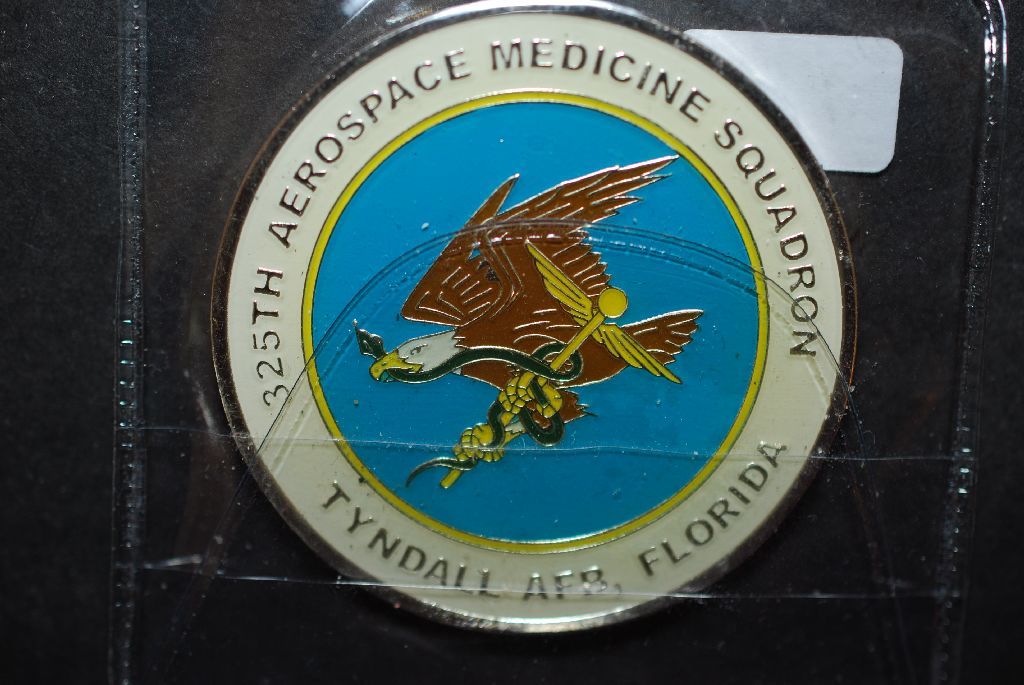 325TH AEROSPACE MEDICINE SQUADRON
TYNDALL AFB, FLORIDA